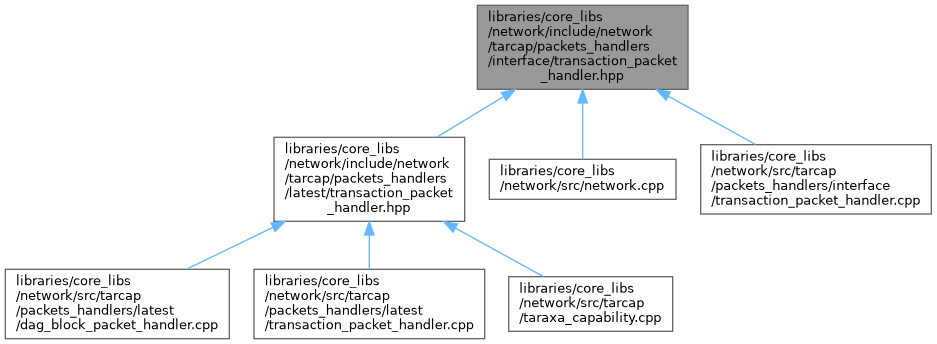 libraries/core_libs
/network/include/network
/tarcap/packets_handlers
/interface/transaction_packet
_handler.hpp
libraries/core_libs
/network/include/network
/tarcap/packets_handlers
/latest/transaction_packet
_handler.hpp
libraries/core_libs
/network/src/network.cpp
libraries/core_libs
/network/src/tarcap
/packets_handlers/interface
/transaction_packet_handler.cpp
libraries/core_libs
/network/src/tarcap
/packets_handlers/latest
/dag_block_packet_handler.cpp
libraries/core_libs
/network/src/tarcap
/packets_handlers/latest
/transaction_packet_handler.cpp
libraries/core_libs
/network/src/tarcap
/taraxa_capability.cpp